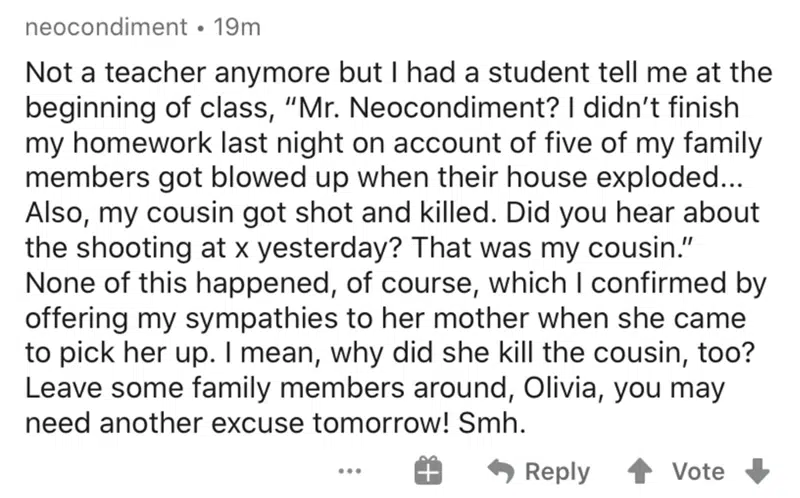 neocondiment • 19m
Not a teacher anymore but I had a student tell me at the
beginning of class, “Mr. Neocondiment? I didn’t finish
my homework last night on account of five of my family
members got blowed up when their house exploded...
Also, my cousin got shot and killed. Did you hear about
the shooting at x yesterday? That was my cousin.”
None of this happened, of course, which I confirmed by
offering my sympathies to her mother when she came
to pick her up. I mean, why did she kill the cousin, too?
Leave some family members around, Olivia, you may
need another excuse tomorrow! Smh.
... Reply Vote